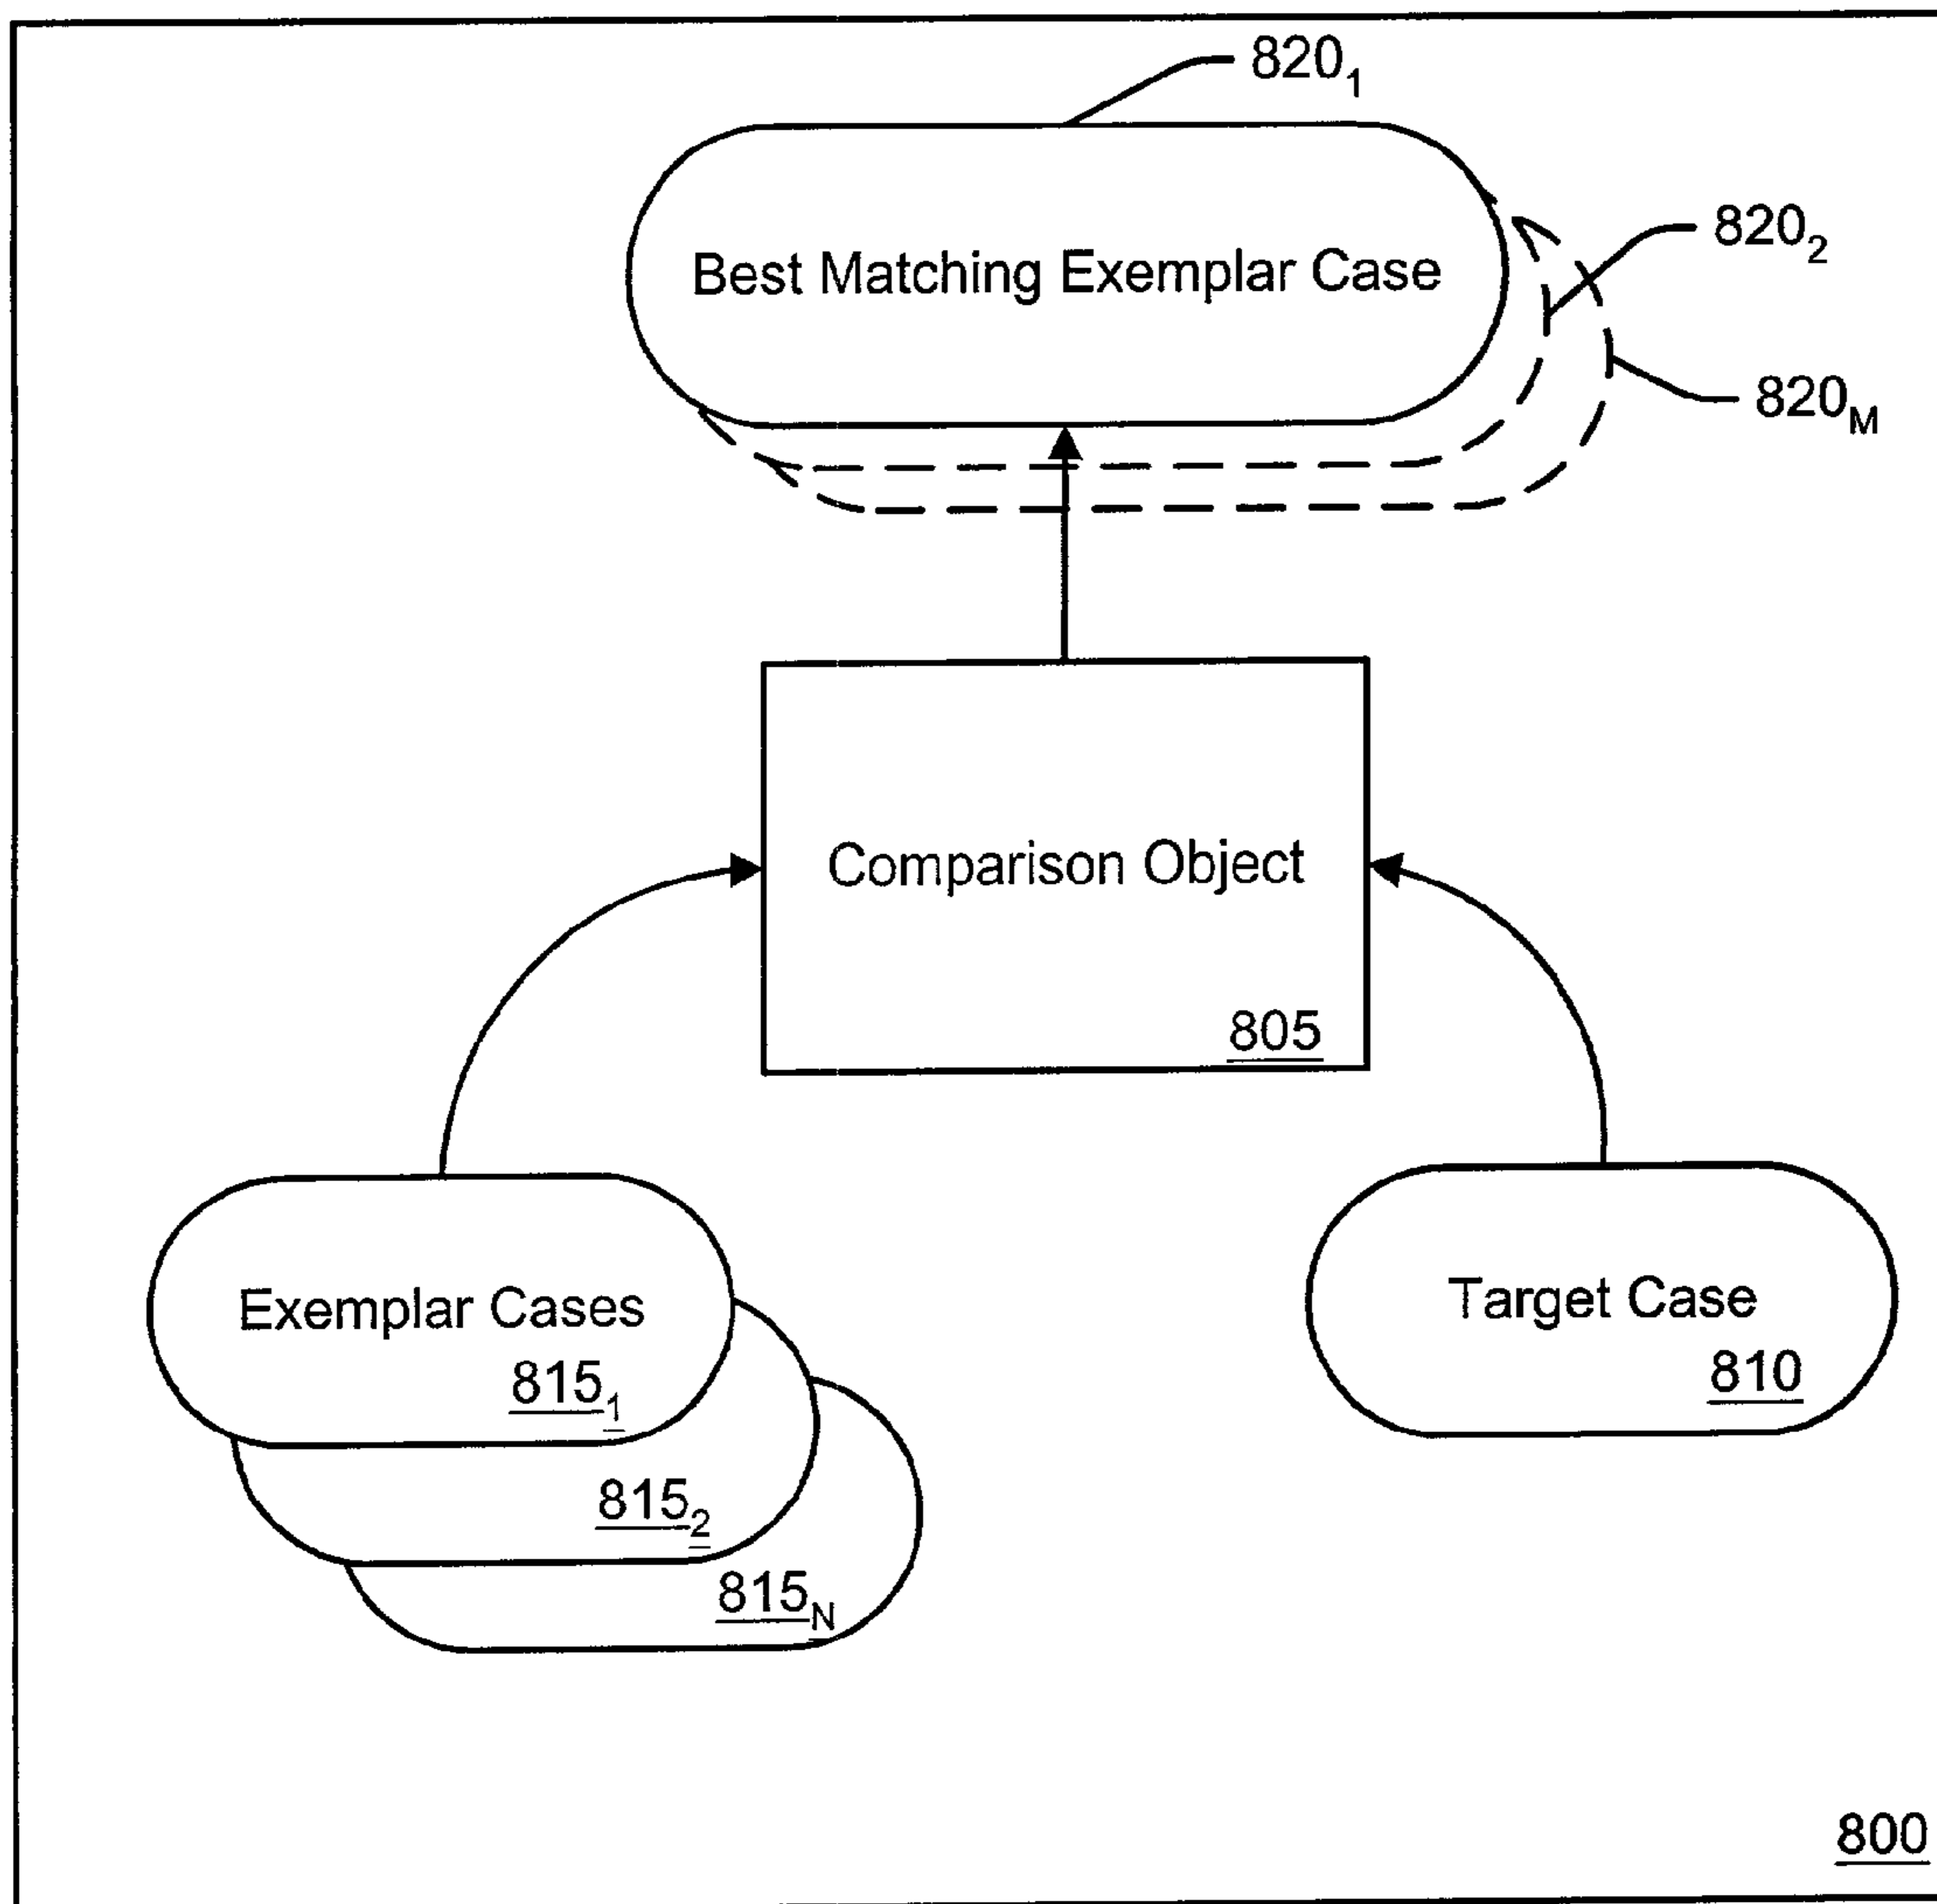 820₁
820₂
Best Matching Exemplar Case
820M
Comparison Object
805
Exemplar Cases
815₁
Target Case
810
815₂
815N
800